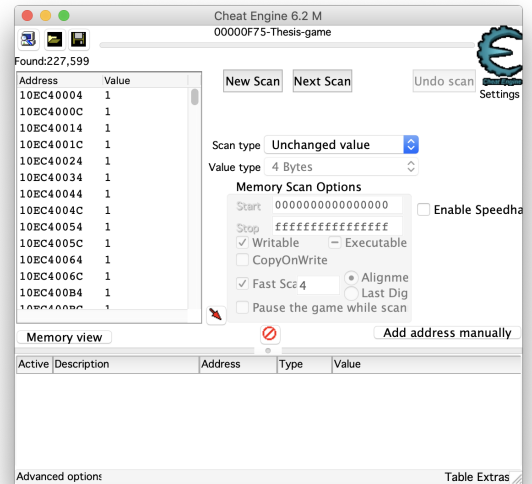 Cheat Engine 6.2 M
00000F75-Thesis-game
Found:227,599
Address Value
10EC40004 1
10EC4000C 1
10EC40014 1
10EC4001C 1
10EC40024 1
10EC40034 1
10EC40044 1
10EC4004C 1
10EC40054 1
10EC4005C 1
10EC40064 1
10EC4006C 1
10EC400B4 1
10EC400BC 1
New Scan Next Scan Undo scan
Cheat Engine
Settings
Scan type Unchanged value
Value type 4 Bytes
Memory Scan Options
Start 0000000000000000
Stop ffffffffffffffff
Writable Executable
CopyOnWrite
Fast Sca 4 Alignme
Last Dig
Pause the game while scan
Enable Speedha
Memory view
Add address manually
Active Description Address Type Value
Advanced options
Table Extras